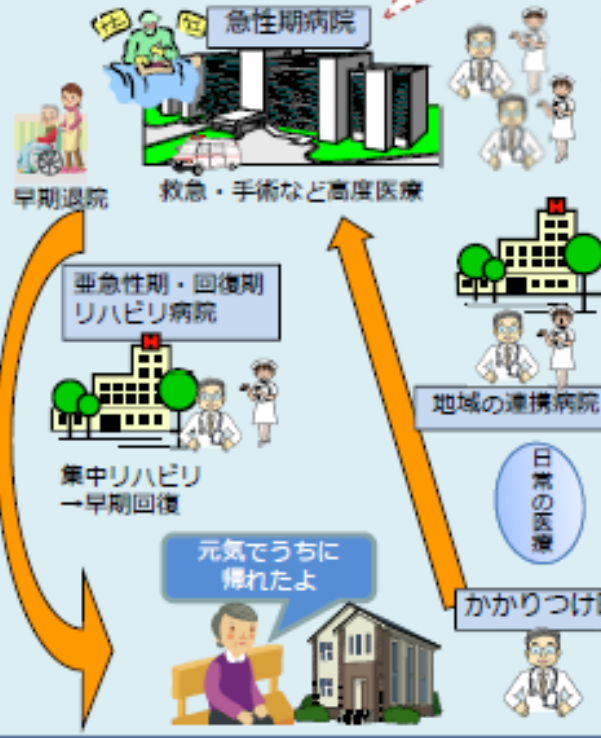 急性期病院
早期退院
救急・手術など高度医療
亜急性期・回復期
リハビリ病院
H
H
地域の連携病院
集中リハビリ
→早期回復
日常の医療
元気でうちに
帰れたよ
かかりつけ